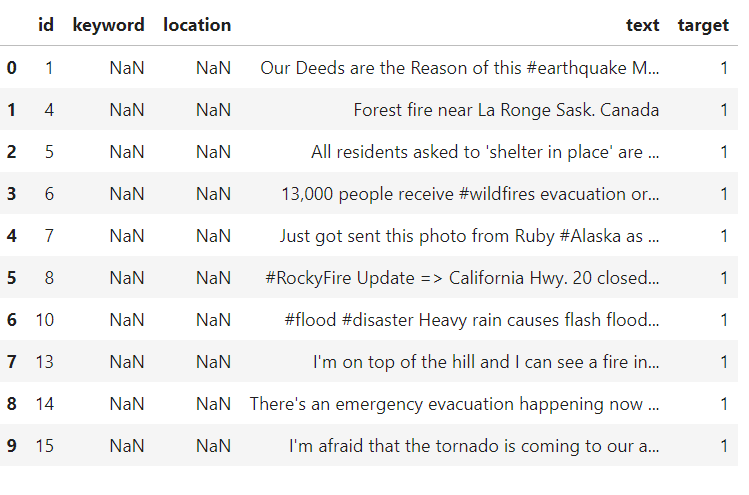 id keyword location text target
0 1 NaN NaN Our Deeds are the Reason of this #earthquake M... 1
1 4 NaN NaN Forest fire near La Ronge Sask. Canada 1
2 5 NaN NaN All residents asked to 'shelter in place' are ... 1
3 6 NaN NaN 13,000 people receive #wildfires evacuation or... 1
4 7 NaN NaN Just got sent this photo from Ruby #Alaska as ... 1
5 8 NaN NaN #RockyFire Update => California Hwy. 20 closed... 1
6 10 NaN NaN #flood #disaster Heavy rain causes flash flood... 1
7 13 NaN NaN I'm on top of the hill and I can see a fire in... 1
8 14 NaN NaN There's an emergency evacuation happening now ... 1
9 15 NaN NaN I'm afraid that the tornado is coming to our a... 1